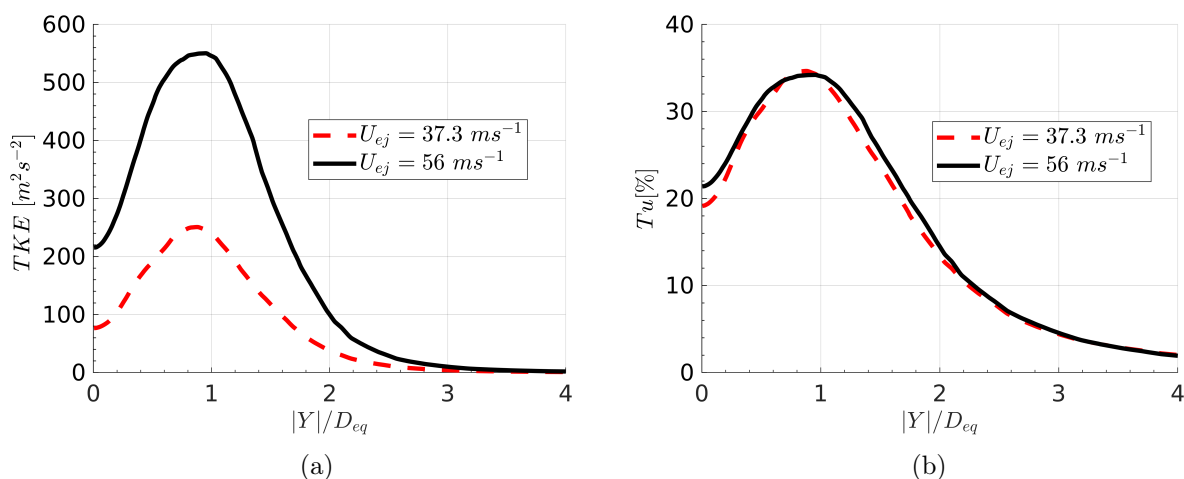 600
500
400
300
200
100
0
TKE [m²s⁻²]
U_ej = 37.3 ms⁻¹
U_ej = 56 ms⁻¹
0 1 2 3 4
|Y|/D_eq
(a)
40
30
20
10
0
Tu[%]
U_ej = 37.3 ms⁻¹
U_ej = 56 ms⁻¹
0 1 2 3 4
|Y|/D_eq
(b)